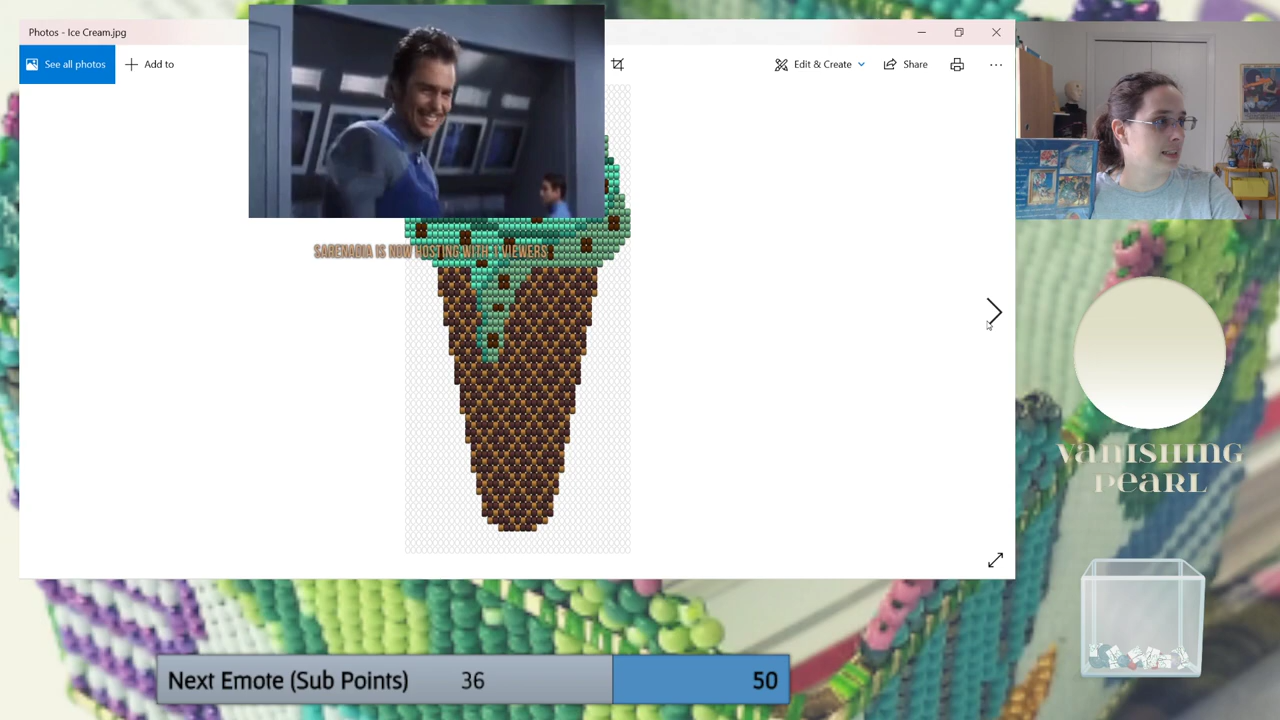 Photos - Ice Cream.jpg
See all photos
Add to
Edit & Create
Share
SARENADIA IS NOW HOSTING WITH 1 VIEWERS
VANISHING
PEARL
Next Emote (Sub Points) 36 50